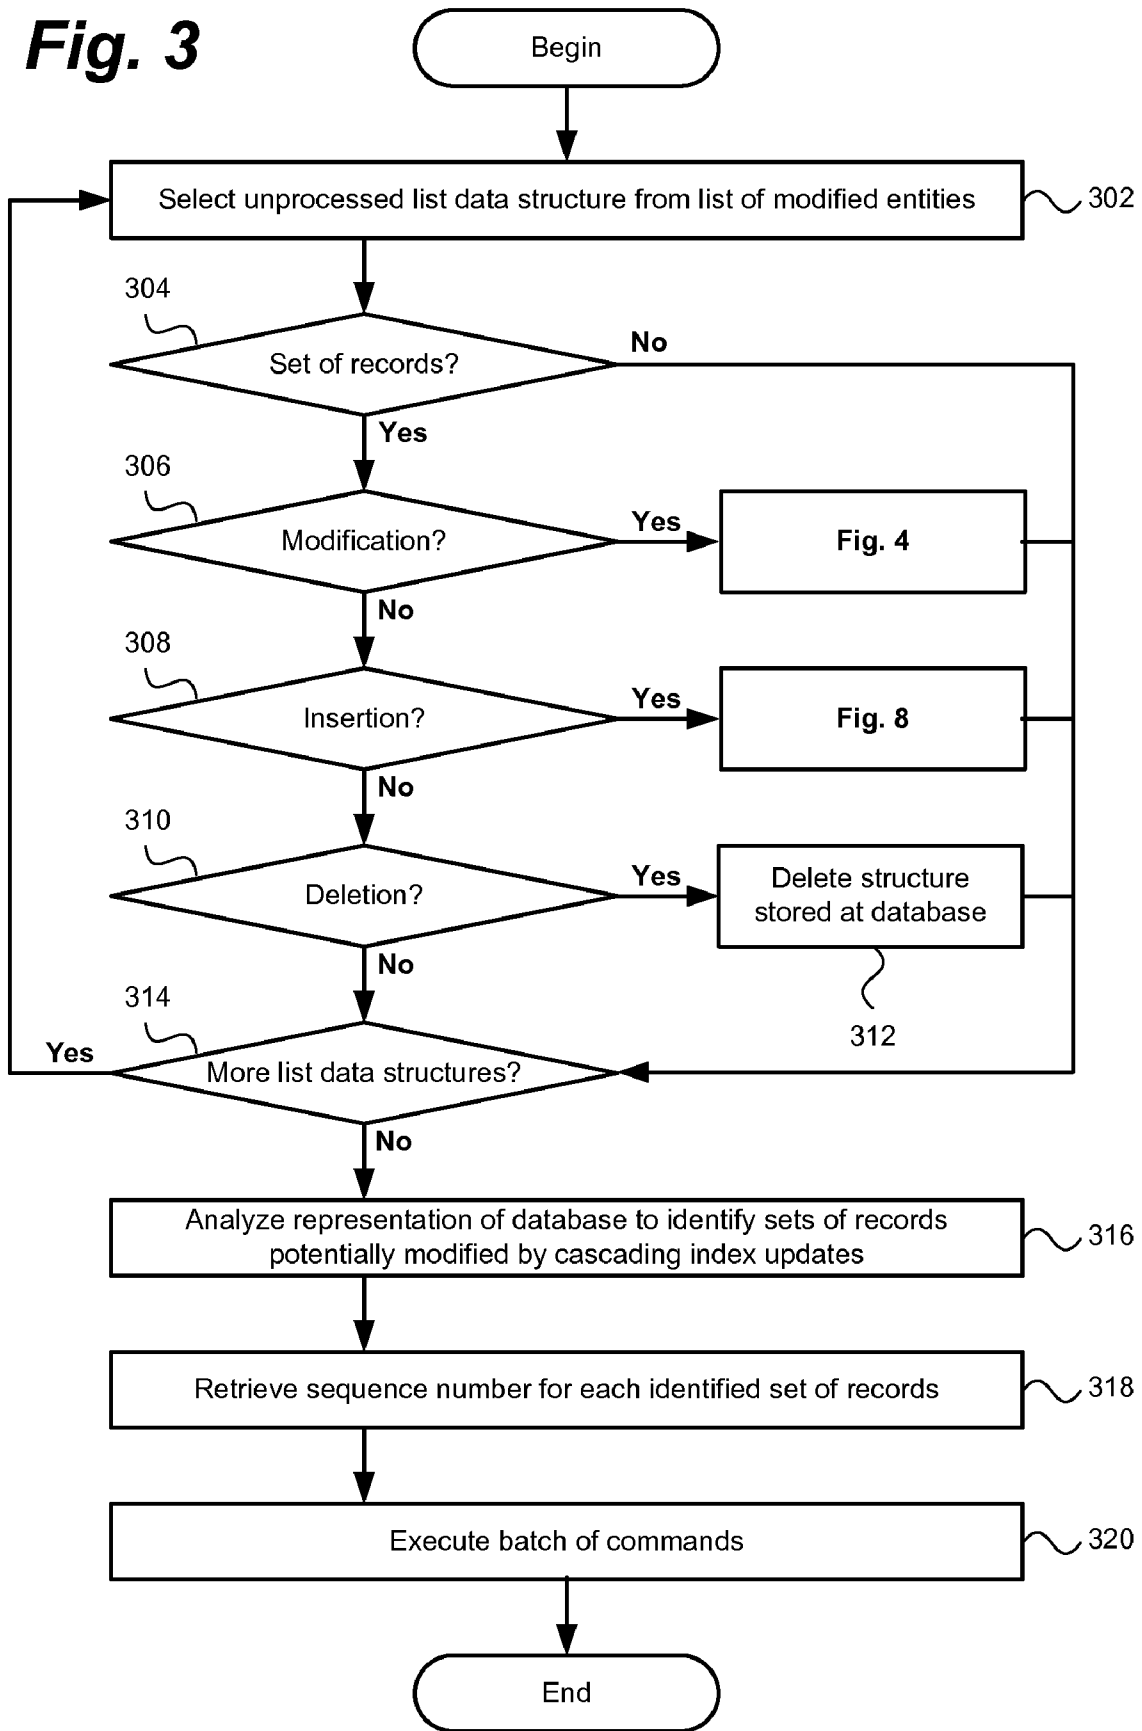 Fig. 3
Begin
Select unprocessed list data structure from list of modified entities
302
304
Set of records?
No
Yes
306
Modification?
Yes
Fig. 4
No
308
Insertion?
Yes
Fig. 8
No
310
Deletion?
Yes
Delete structure
stored at database
No
312
314
Yes
More list data structures?
No
Analyze representation of database to identify sets of records
potentially modified by cascading index updates
316
Retrieve sequence number for each identified set of records
318
Execute batch of commands
320
End